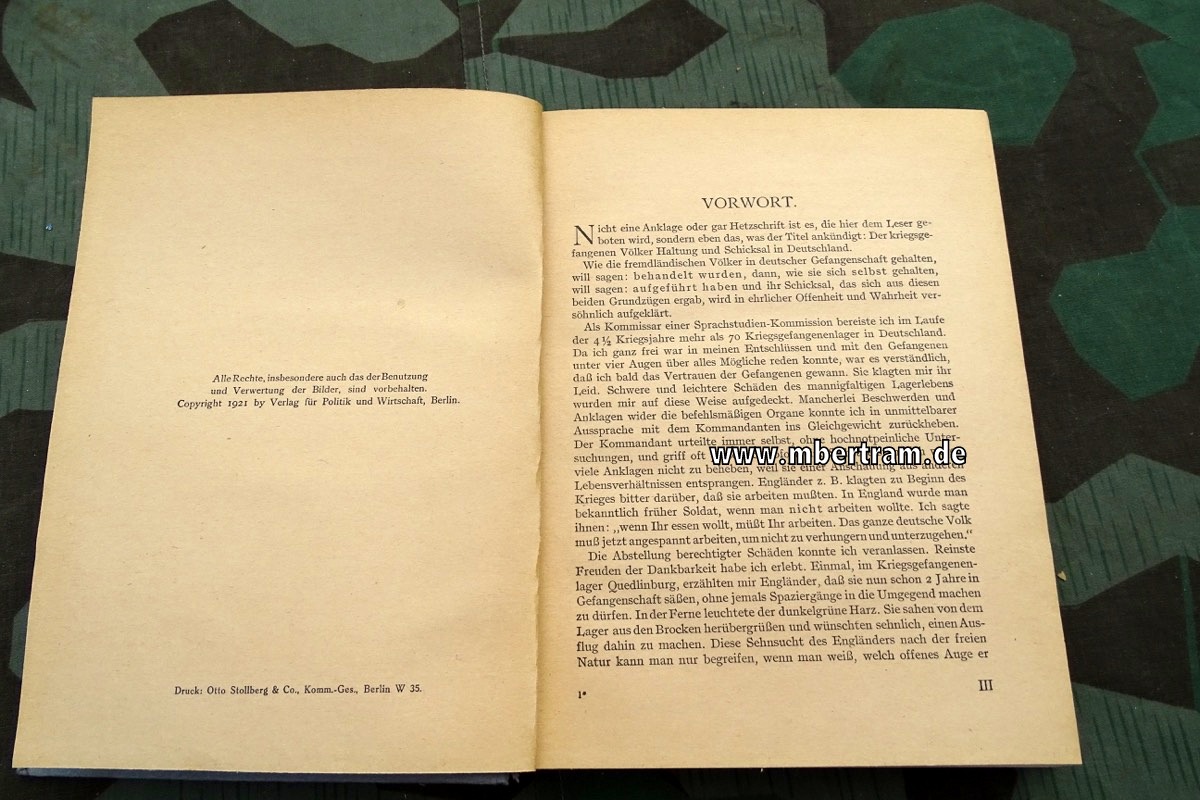 Alle Rechte, insbesondere auch das der Benutzung
und Verwertung der Bilder, sind vorbehalten.
Copyright 1921 by Verlag für Politik und Wirtschaft, Berlin.
Druck: Otto Stollberg & Co., Komm.-Ges., Berlin W 35.
VORWORT.
Nicht eine Anklage oder gar Hetzschrift ist es, die hier dem Leser ge-
boten wird, sondern eben das, was der Titel ankündigt: Der kriegsge-
fangenen Völker Haltung und Schicksal in Deutschland.
Wie die fremdländischen Völker in deutscher Gefangenschaft gehalten,
will sagen: behandelt wurden, dann, wie sie sich selbst gehalten,
will sagen: aufgeführt haben und ihr Schicksal, das sich aus diesen
beiden Grundzügen ergab, wird in ehrlicher Offenheit und Wahrheit ver-
söhnlich aufgeklärt.
Als Kommissar einer Sprachstudien-Kommission bereiste ich im Laufe
der 4½ Kriegsjahre mehr als 70 Kriegsgefangenenlager in Deutschland.
Da ich ganz frei war in meinen Entschlüssen und mit den Gefangenen
unter vier Augen über alles Mögliche reden konnte, war es verständlich,
daß ich bald das Vertrauen der Gefangenen gewann. Sie klagten mir ihr
Leid. Schwere und leichtere Schäden des mannigfaltigen Lagerlebens
wurden mir auf diese Weise aufgedeckt. Mancherlei Beschwerden und
Anklagen wider die befehlsmäßigen Organe konnte ich in unmittelbarer
Aussprache mit dem Kommandanten ins Gleichgewicht zurückheben.
Der Kommandant urteilte immer selbst, ohne hochnotpeinliche Unter-
suchungen, und griff oft
www.mbertram.de
viele Anklagen nicht zu beheben, weil sie einer Anschauung aus anderen
Lebensverhältnissen entsprangen. Engländer z. B. klagten zu Beginn des
Krieges bitter darüber, daß sie arbeiten mußten. In England wurde man
bekanntlich früher Soldat, wenn man nicht arbeiten wollte. Ich sagte
ihnen: „wenn Ihr essen wollt, müßt Ihr arbeiten. Das ganze deutsche Volk
muß jetzt angespannt arbeiten, um nicht zu verhungern und unterzugehen.“
Die Abstellung berechtigter Schäden konnte ich veranlassen. Reinste
Freuden der Dankbarkeit habe ich erlebt. Einmal, im Kriegsgefangenen-
lager Quedlinburg, erzählten mir Engländer, daß sie nun schon 2 Jahre in
Gefangenschaft säßen, ohne jemals Spaziergänge in die Umgegend machen
zu dürfen. In der Ferne leuchtete der dunkelgrüne Harz. Sie sahen von dem
Lager aus den Brocken herübergrüßen und wünschten sehnlich, einen Aus-
flug dahin zu machen. Diese Sehnsucht des Engländers nach der freien
Natur kann man nur begreifen, wenn man weiß, welch offenes Auge er
1*
III